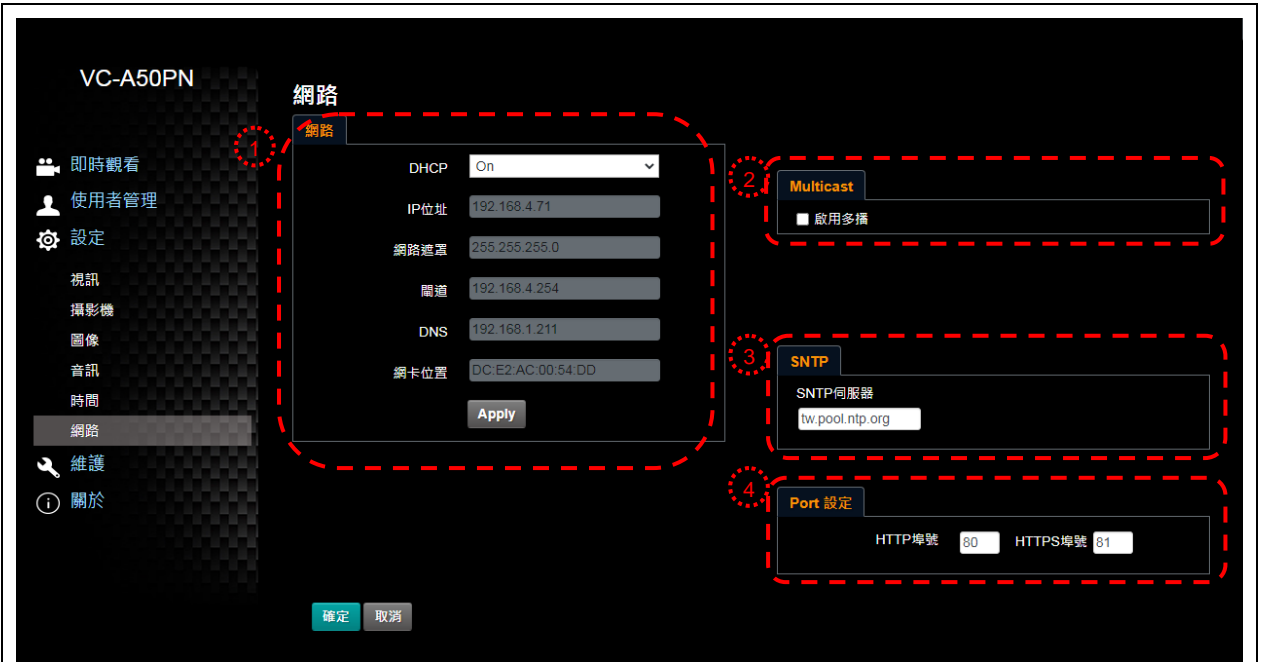 VC-A50PN
即時觀看
使用者管理
設定
視訊
攝影機
圖像
音訊
時間
網路
維護
關於
網路
1
網路
DHCP On
IP位址 192.168.4.71
網路遮罩 255.255.255.0
閘道 192.168.4.254
DNS 192.168.1.211
網卡位置 DC:E2:AC:00:54:DD
Apply
2
Multicast
啟用多播
3
SNTP
SNTP伺服器
tw.pool.ntp.org
4
Port 設定
HTTP埠號 80 HTTPS埠號 81
確定 取消